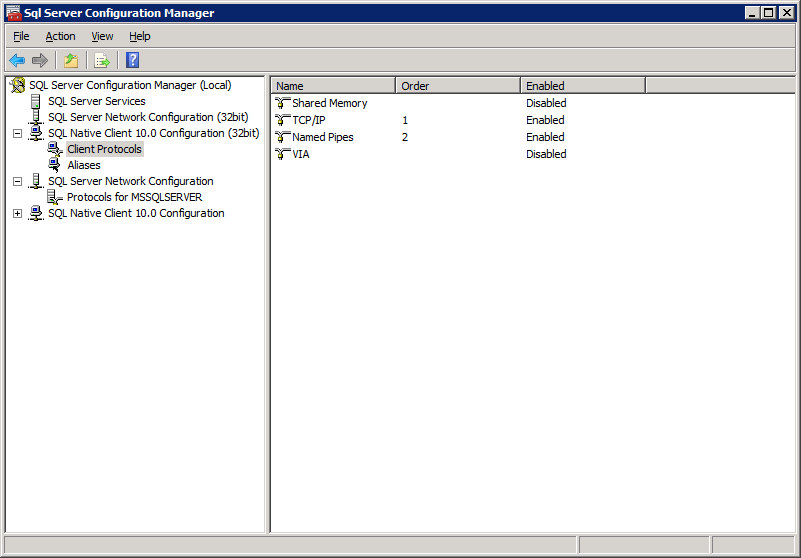 Sql Server Configuration Manager
File Action View Help
?
SQL Server Configuration Manager (Local)
SQL Server Services
SQL Server Network Configuration (32bit)
SQL Native Client 10.0 Configuration (32bit)
Client Protocols
Aliases
SQL Server Network Configuration
Protocols for MSSQLSERVER
SQL Native Client 10.0 Configuration
Name Order Enabled
Shared Memory Disabled
TCP/IP 1 Enabled
Named Pipes 2 Enabled
VIA Disabled